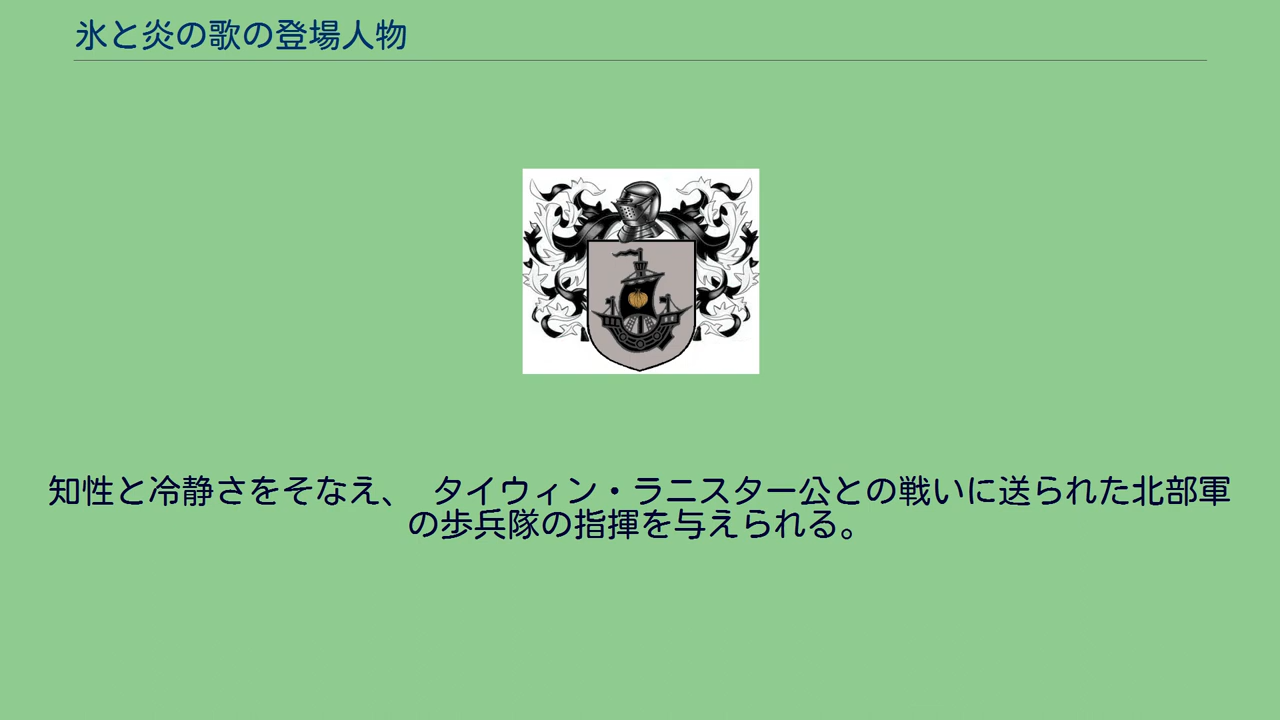 氷と炎の歌の登場人物
知性と冷静さをそなえ、 タイウィン・ラニスター公との戦いに送られた北部軍
の歩兵隊の指揮を与えられる。